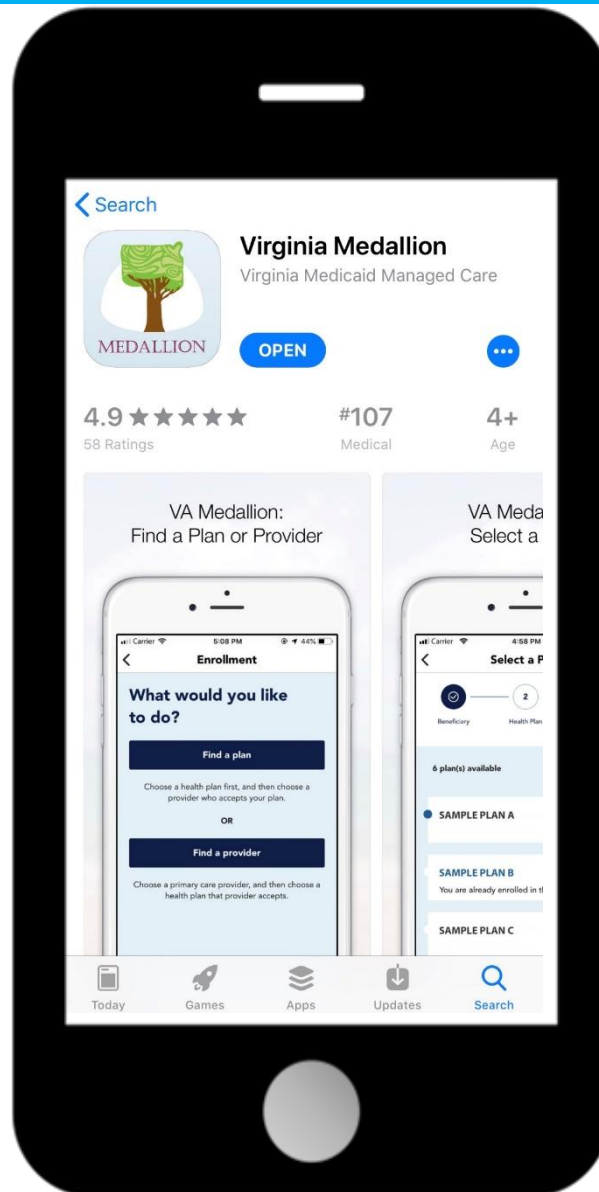 Search
MEDALLION
Virginia Medallion
Virginia Medicaid Managed Care
OPEN
4.9 ★★★★★
58 Ratings
#107
Medical
4+
Age
VA Medallion:
Find a Plan or Provider
Carrier
5:08 PM
44%
Enrollment
What would you like
to do?
Find a plan
Choose a health plan first, and then choose a
provider who accepts your plan.
OR
Find a provider
Choose a primary care provider, and then choose a
health plan that provider accepts.
VA Meda
Select a
Carrier
4:58 PM
Select a P
2
Beneficiary
Health Plan
6 plan(s) available
SAMPLE PLAN A
SAMPLE PLAN B
You are already enrolled in th
SAMPLE PLAN C
Today
Games
Apps
Updates
Search